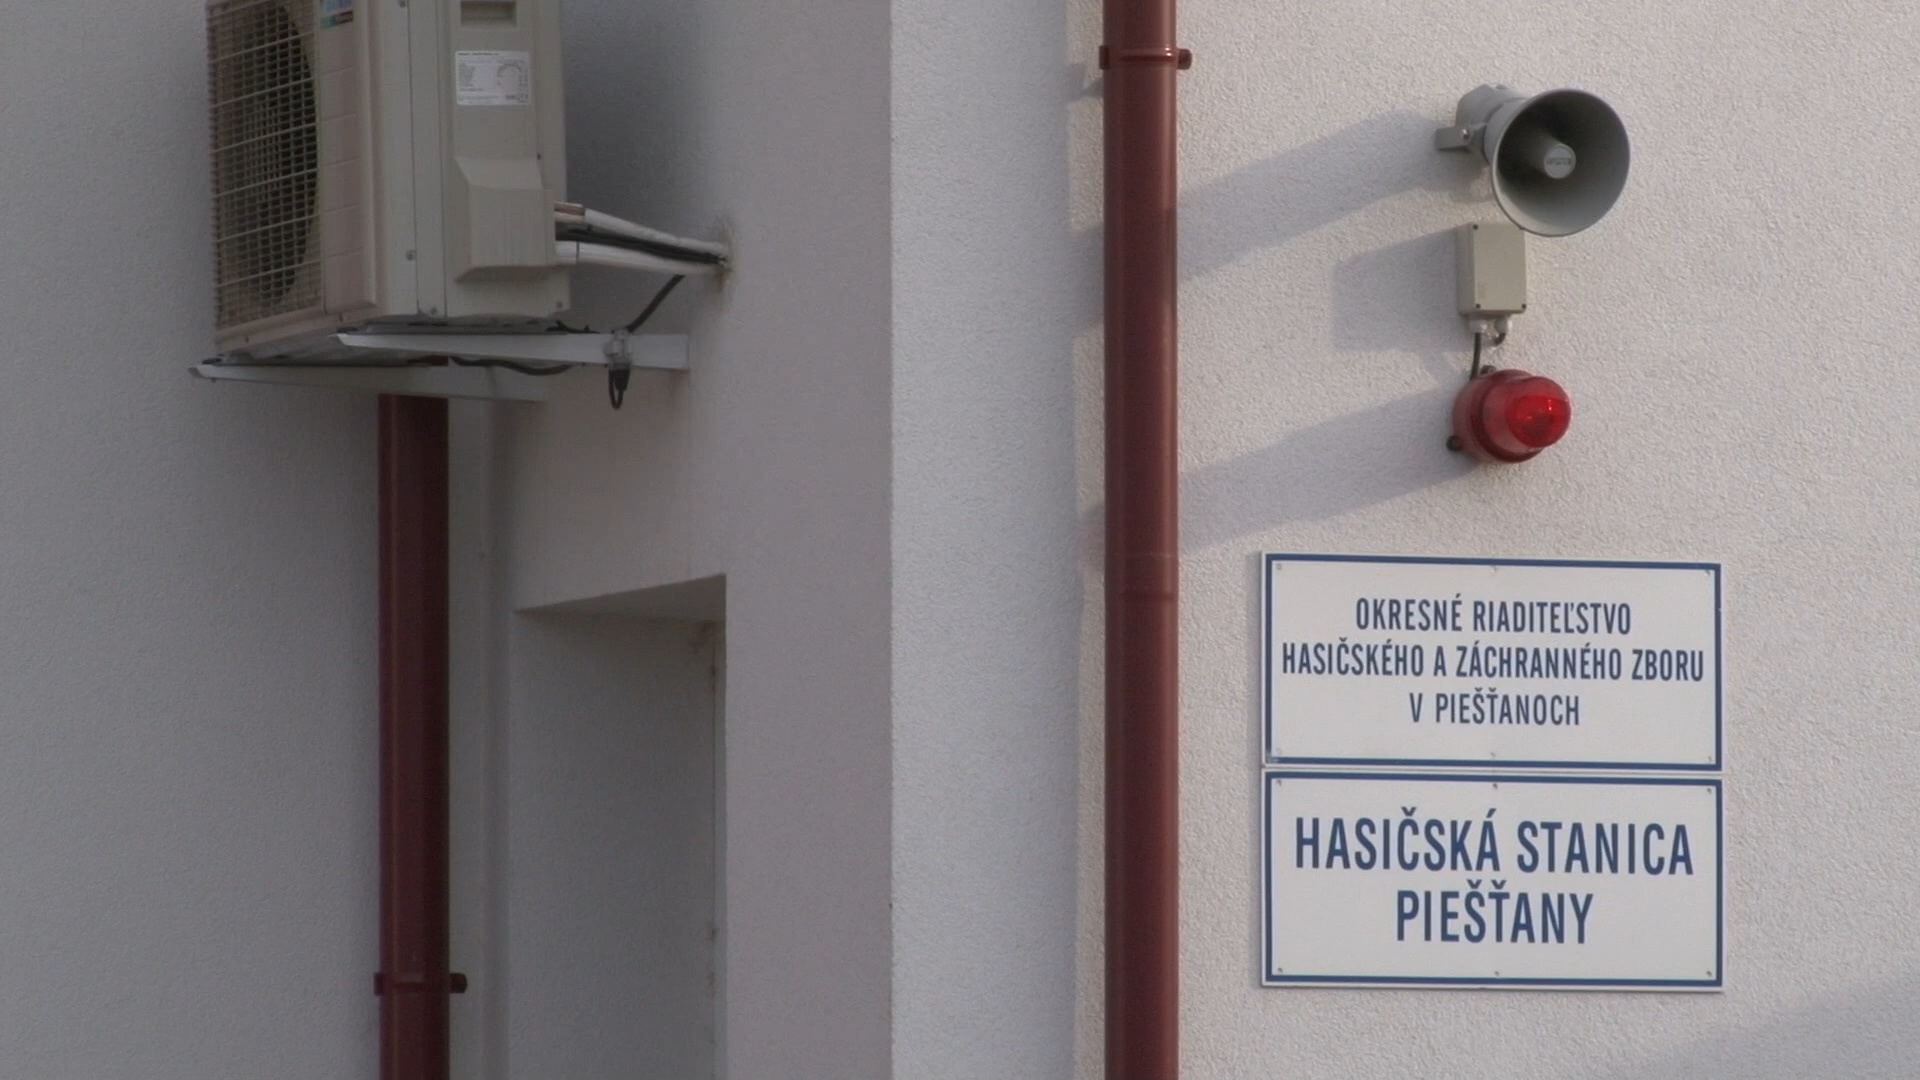 OKRESNÉ RIADITEĽSTVO
HASIČSKÉHO A ZÁCHRANNÉHO ZBORU
V PIEŠŤANOCH
HASIČSKÁ STANICA
PIEŠŤANY